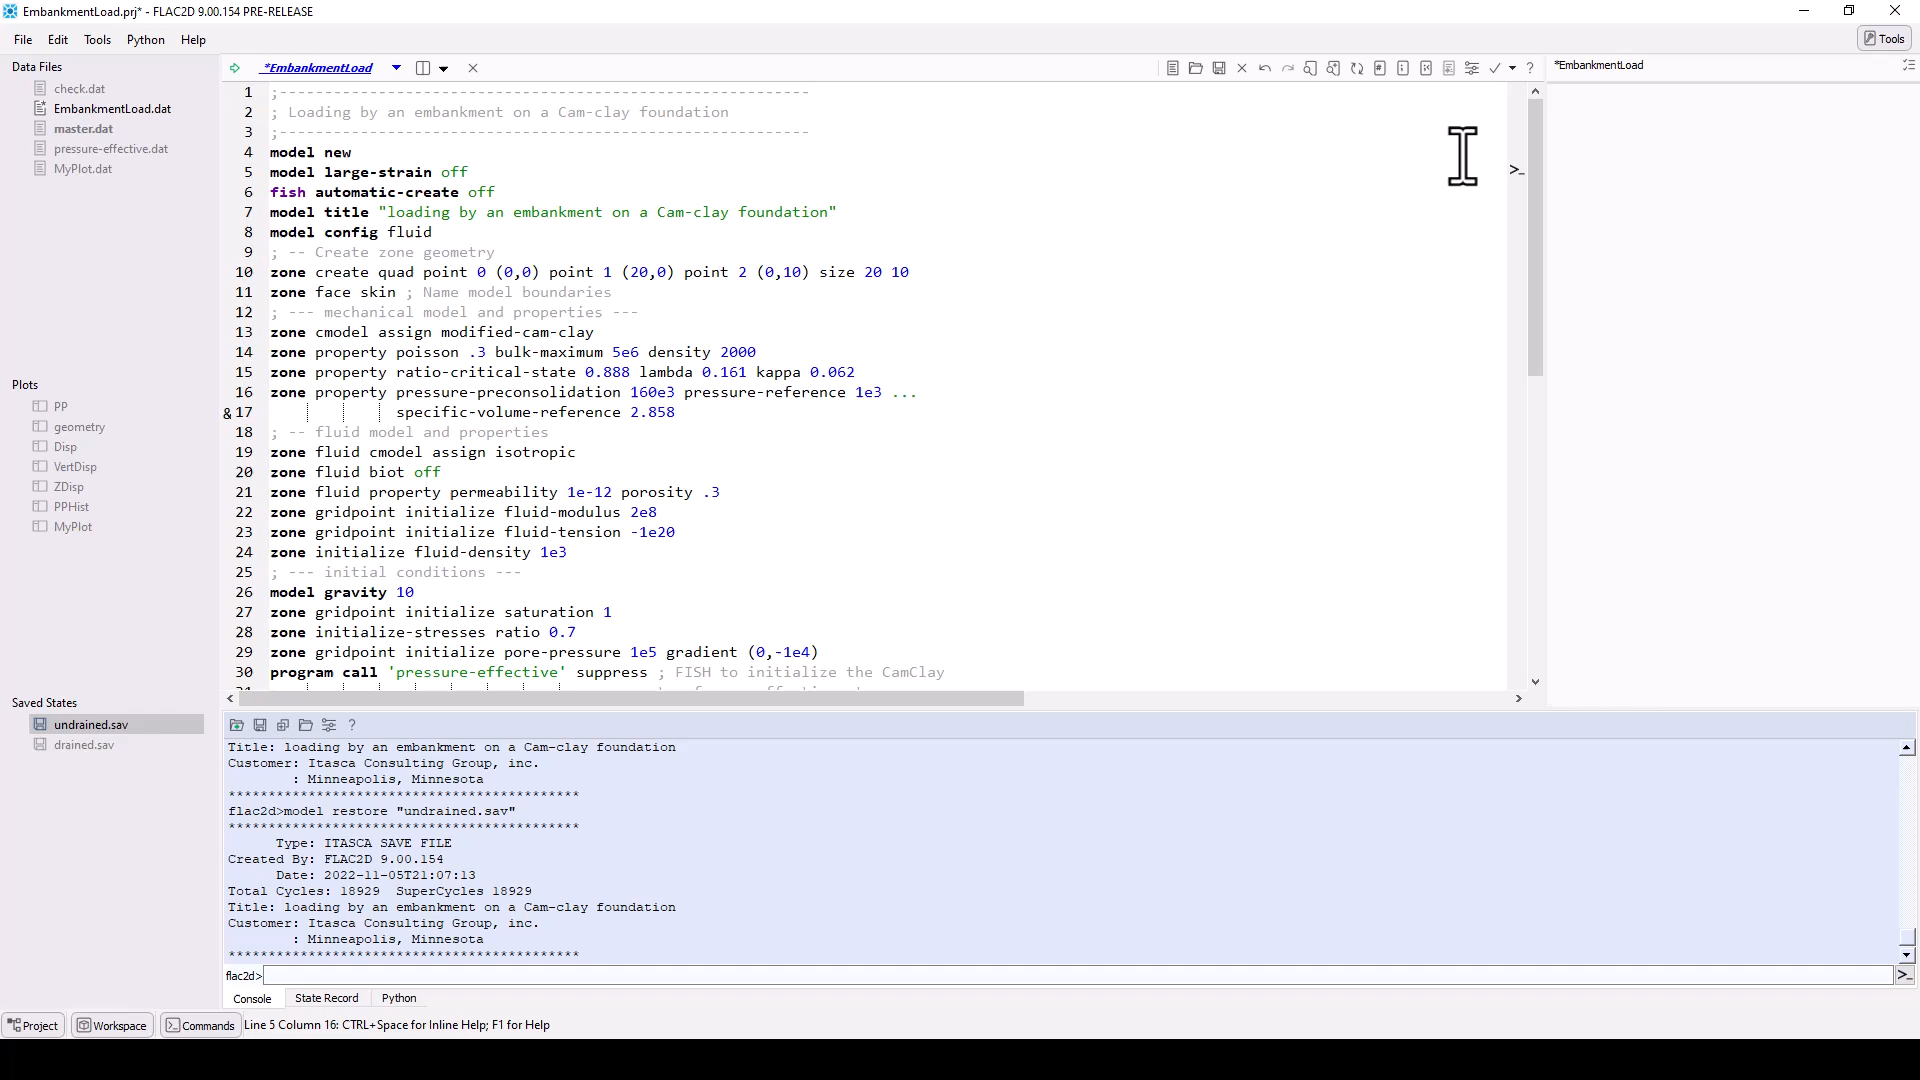 EmbankmentLoad.prj* - FLAC2D 9.00.154 PRE-RELEASE
File Edit Tools Python Help
Tools
Data Files
check.dat
EmbankmentLoad.dat
master.dat
pressure-effective.dat
MyPlot.dat
Plots
PP
geometry
Disp
VertDisp
ZDisp
PPHist
MyPlot
Saved States
undrained.sav
drained.sav
*EmbankmentLoad
*EmbankmentLoad
1 ;-----------------------------------------------------------
2 ; Loading by an embankment on a Cam-clay foundation
3 ;-----------------------------------------------------------
4 model new
5 model large-strain off
6 fish automatic-create off
7 model title "loading by an embankment on a Cam-clay foundation"
8 model config fluid
9 ; -- Create zone geometry
10 zone create quad point 0 (0,0) point 1 (20,0) point 2 (0,10) size 20 10
11 zone face skin ; Name model boundaries
12 ; --- mechanical model and properties ---
13 zone cmodel assign modified-cam-clay
14 zone property poisson .3 bulk-maximum 5e6 density 2000
15 zone property ratio-critical-state 0.888 lambda 0.161 kappa 0.062
16 zone property pressure-preconsolidation 160e3 pressure-reference 1e3 ...
&17 specific-volume-reference 2.858
18 ; -- fluid model and properties
19 zone fluid cmodel assign isotropic
20 zone fluid biot off
21 zone fluid property permeability 1e-12 porosity .3
22 zone gridpoint initialize fluid-modulus 2e8
23 zone gridpoint initialize fluid-tension -1e20
24 zone initialize fluid-density 1e3
25 ; --- initial conditions ---
26 model gravity 10
27 zone gridpoint initialize saturation 1
28 zone initialize-stresses ratio 0.7
29 zone gridpoint initialize pore-pressure 1e5 gradient (0,-1e4)
30 program call 'pressure-effective' suppress ; FISH to initialize the CamClay
Title: loading by an embankment on a Cam-clay foundation
Customer: Itasca Consulting Group, inc.
: Minneapolis, Minnesota
********************************************
flac2d>model restore "undrained.sav"
********************************************
Type: ITASCA SAVE FILE
Created By: FLAC2D 9.00.154
Date: 2022-11-05T21:07:13
Total Cycles: 18929 SuperCycles 18929
Title: loading by an embankment on a Cam-clay foundation
Customer: Itasca Consulting Group, inc.
: Minneapolis, Minnesota
********************************************
flac2d>
Console State Record Python
Project Workspace Commands Line 5 Column 16: CTRL+Space for Inline Help; F1 for Help